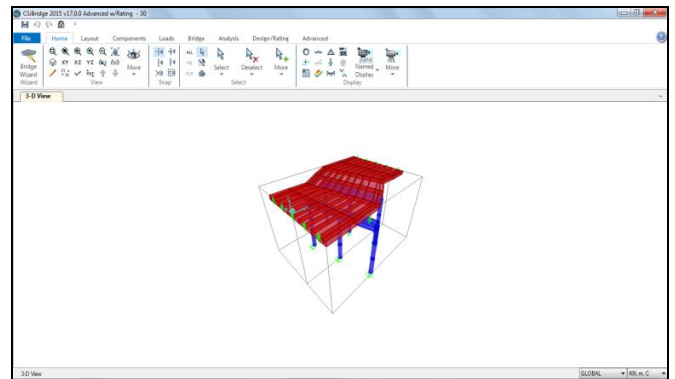 CSiBridge 2015 v17.0.0 Advanced w/Rating - 30
File Home Layout Components Loads Bridge Analysis Design/Rating Advanced
XY XZ YZ
ALL
Bridge Wizard
More
Select Deselect More
Named Display
More
Wizard View Snap Select Display
3-D View
3-D View GLOBAL KN, m, C